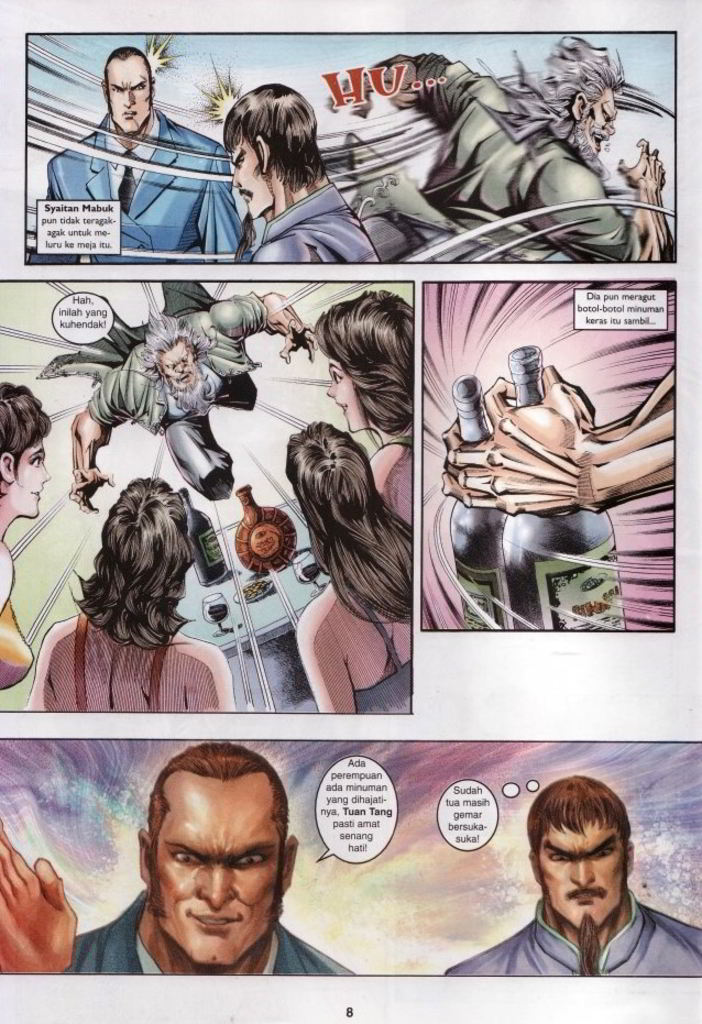 HU...
Syaitan Mabuk
pun tidak teragak-
agak untuk me-
luru ke meja itu.
Hah,
inilah yang
kuhendak!
Dia pun meragut
botol-botol minuman
keras itu sambil...
Ada
perempuan
ada minuman
yang dihajati-
nya, Tuan Tang
pasti amat
senang
hati!
Sudah
tua masih
gemar
bersuka-
suka!
8